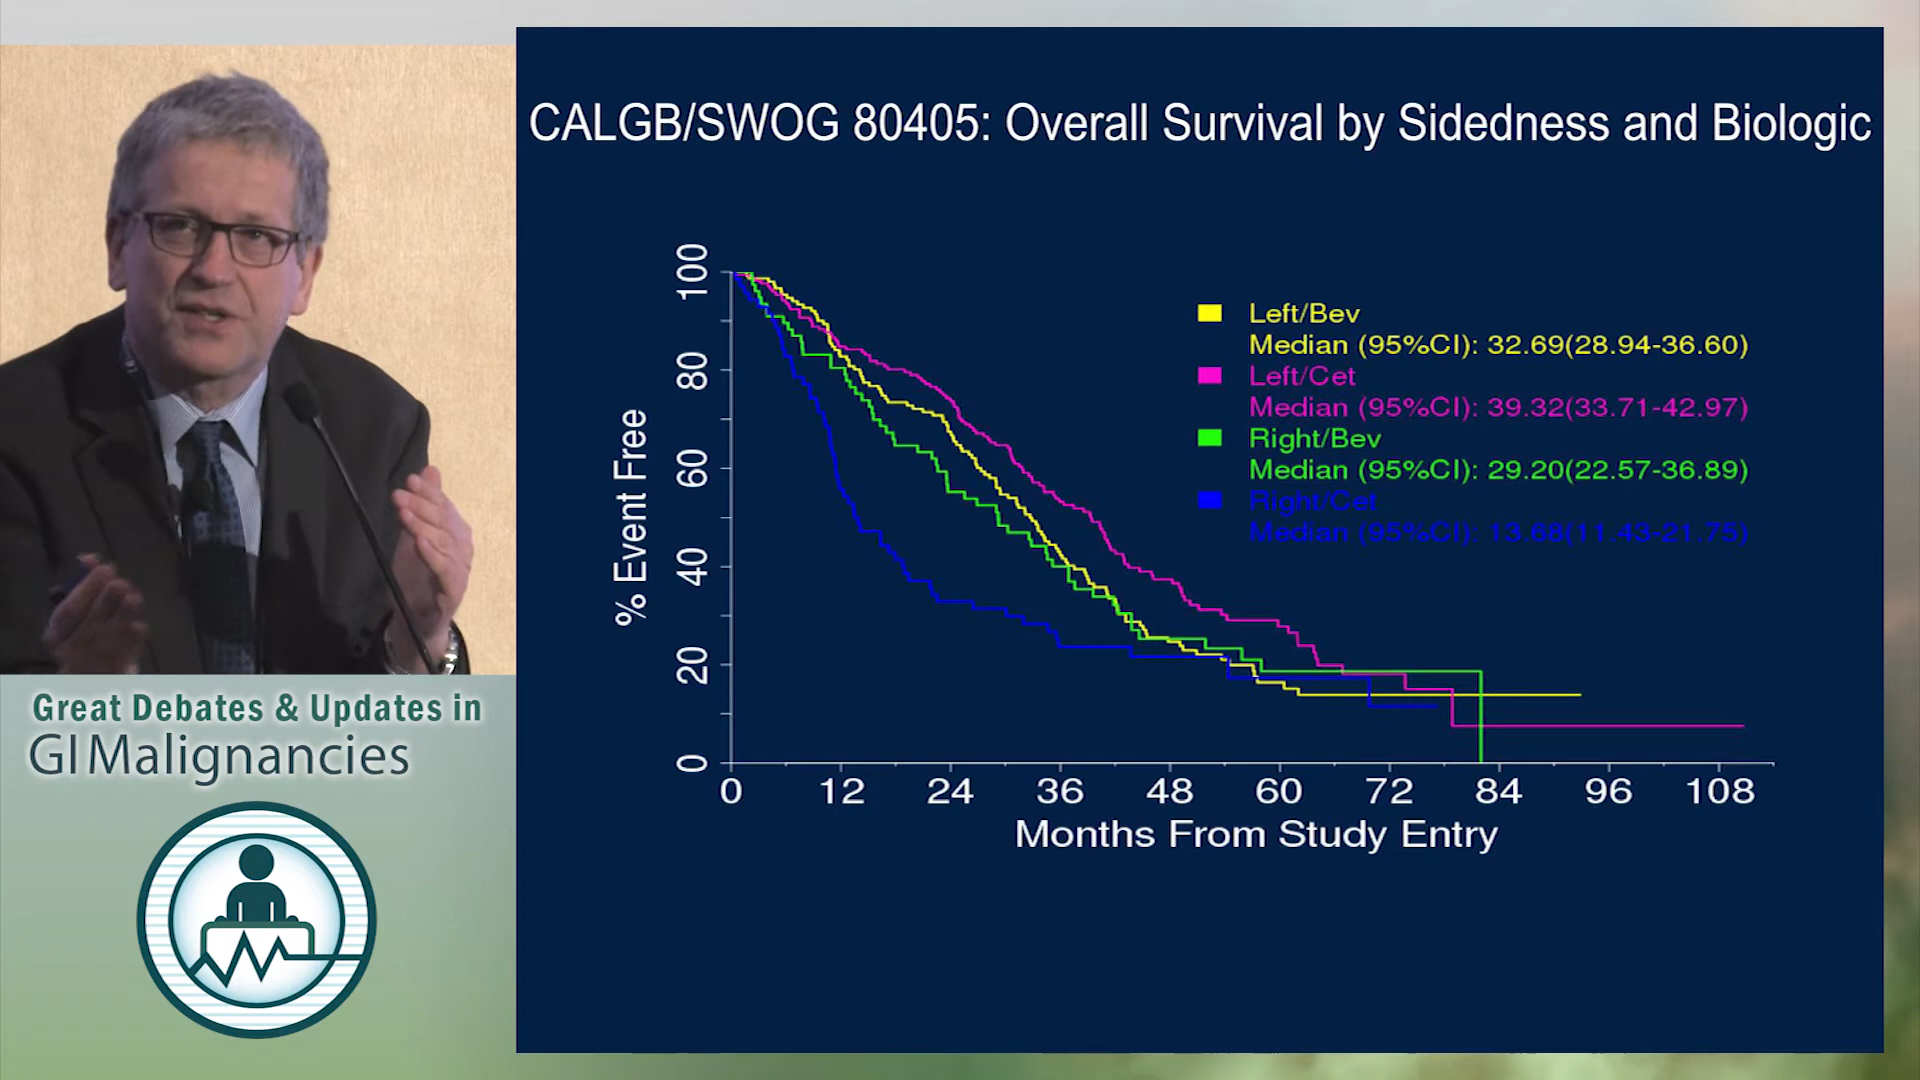 CALGB/SWOG 80405: Overall Survival by Sidedness and Biologic
% Event Free
100
80
60
40
20
0
0 12 24 36 48 60 72 84 96 108
Months From Study Entry
Left/Bev
Median (95%CI): 32.69(28.94-36.60)
Left/Cet
Median (95%CI): 39.32(33.71-42.97)
Right/Bev
Median (95%CI): 29.20(22.57-36.89)
Right/Cet
Median (95%CI): 13.68(11.43-21.75)
Great Debates & Updates in
GI Malignancies